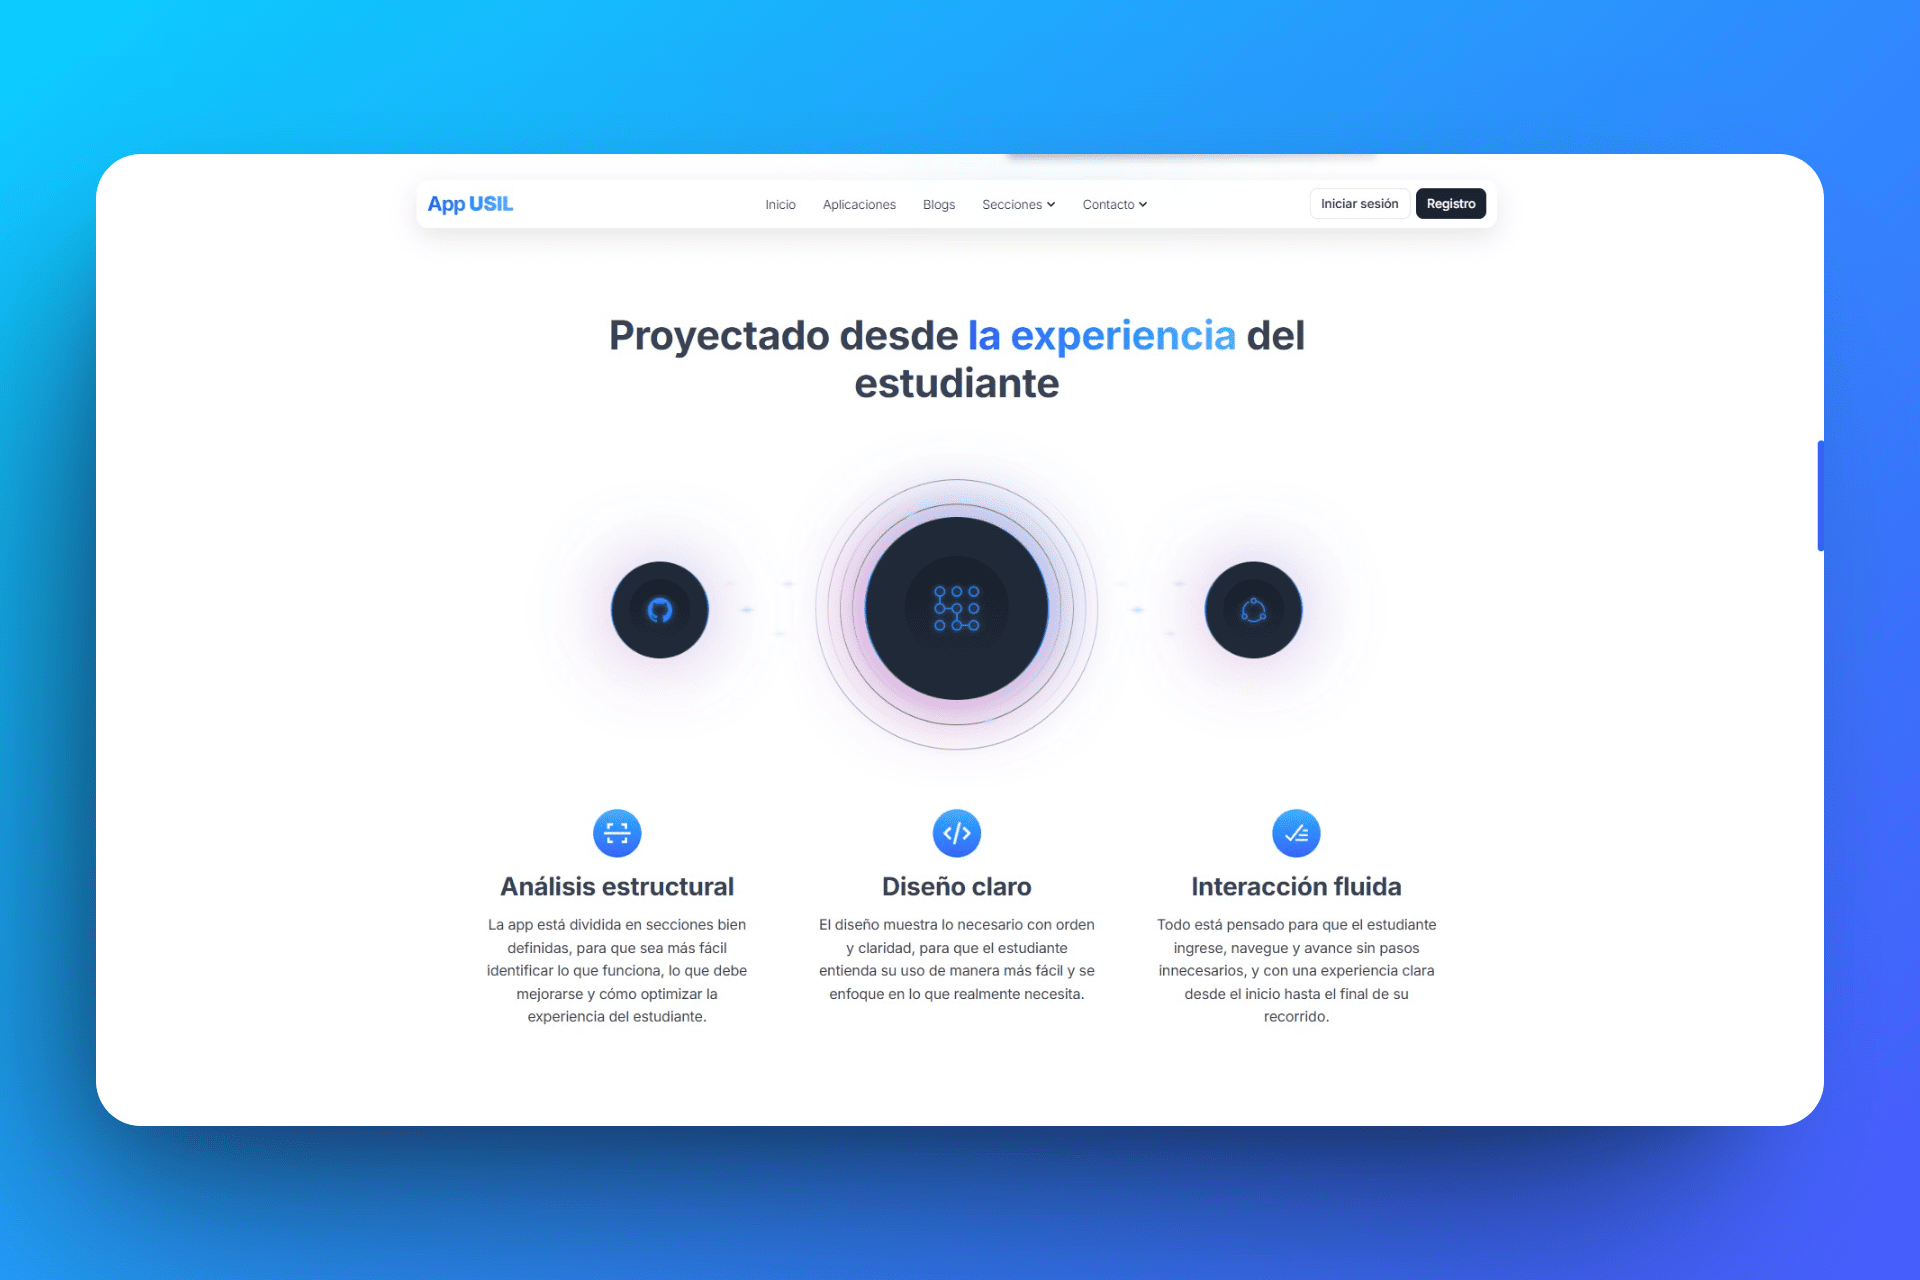 App USIL
Inicio
Aplicaciones
Blogs
Secciones
Contacto
Iniciar sesión
Registro
Proyectado desde la experiencia del
estudiante
Análisis estructural
La app está dividida en secciones bien
definidas, para que sea más fácil
identificar lo que funciona, lo que debe
mejorarse y cómo optimizar la
experiencia del estudiante.
Diseño claro
El diseño muestra lo necesario con orden
y claridad, para que el estudiante
entienda su uso de manera más fácil y se
enfoque en lo que realmente necesita.
Interacción fluida
Todo está pensado para que el estudiante
ingrese, navegue y avance sin pasos
innecesarios, y con una experiencia clara
desde el inicio hasta el final de su
recorrido.